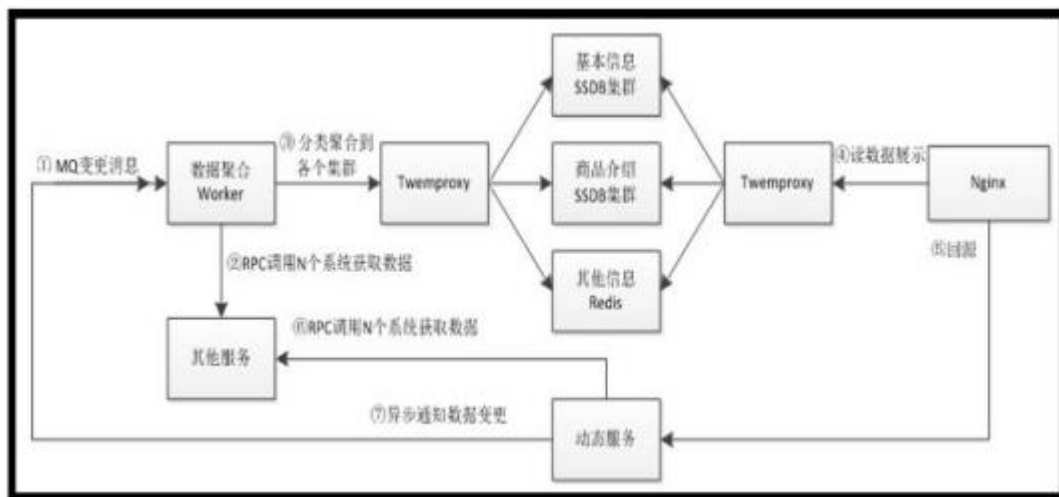 基本信息
SSDB集群
① MQ变更消息
数据聚合
Worker
③ 分类聚合到
各个集群
Twemproxy
商品介绍
SSDB集群
Twemproxy
④读数据展示
Nginx
②RPC调用N个系统获取数据
⑤回源
其他信息
Redis
⑥RPC调用N个系统获取数据
其他服务
⑦异步通知数据变更
动态服务